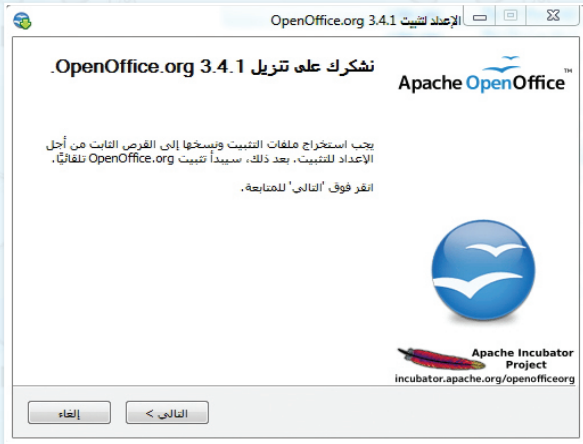 الإعداد لتثبيت OpenOffice.org 3.4.1
نشكرك على تنزيل OpenOffice.org 3.4.1.
Apache OpenOffice™
يجب استخراج ملفات التثبيت ونسخها إلى القرص الثابت من أجل
الإعداد للتثبيت. بعد ذلك، سيبدأ تثبيت OpenOffice.org تلقائيًا.
انقر فوق 'التالي' للمتابعة.
Apache Incubator
Project
incubator.apache.org/openofficeorg
التالي >
إلغاء